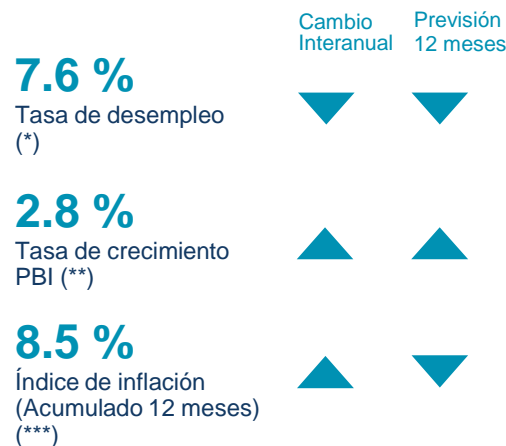 Cambio
Interanual
Previsión
12 meses
7.6 %
Tasa de desempleo
(*)
2.8 %
Tasa de crecimiento
PBI (**)
8.5 %
Índice de inflación
(Acumulado 12 meses)
(***)